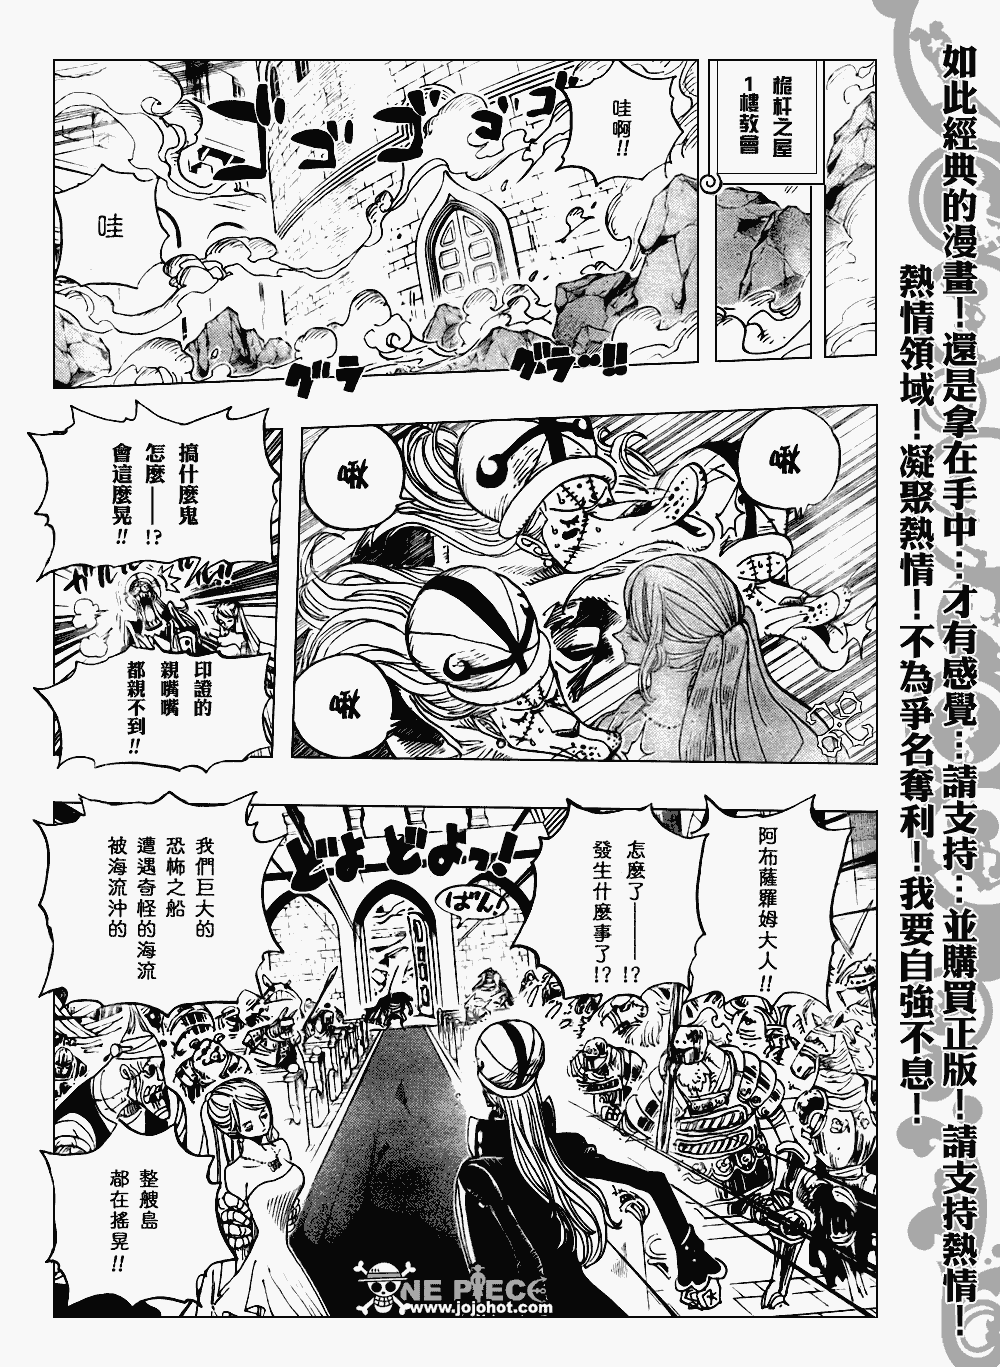 如此經典的漫畫！還是拿在手中…才有感覺…請支持…並購買正版！請支持熱情！
熱情領域！凝聚熱情！不為爭名奪利！我要自強不息！
桅杆之屋
1樓教會
哇啊!!
哇
ゴゴゴゴ
グラグラ…!!
搞什麼鬼
怎麼——!?
會這麼晃!!
印證的
親嘴嘴
都親不到!!
阿布薩羅姆大人!!
怎麼了——!?
發生什麼事了!?
どよどよっ!
ばん!
我們巨大的
恐怖之船
遭遇奇怪的海流
被海流沖的
整艘島
都在搖晃!!
ONE PIECE
www.jojohot.com